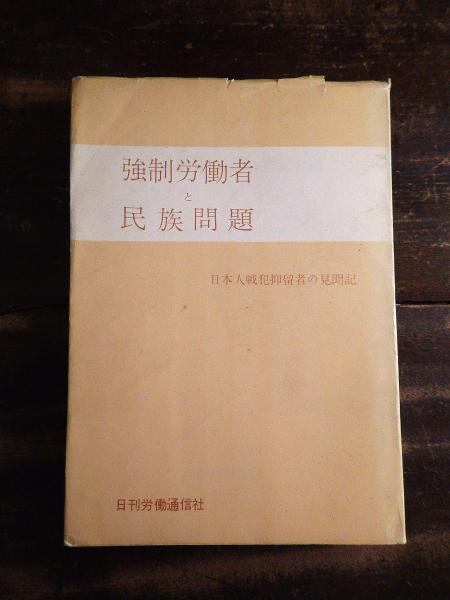 強制労働者
と
民族問題
日本人戦犯抑留者の見聞記
日刊労働通信社